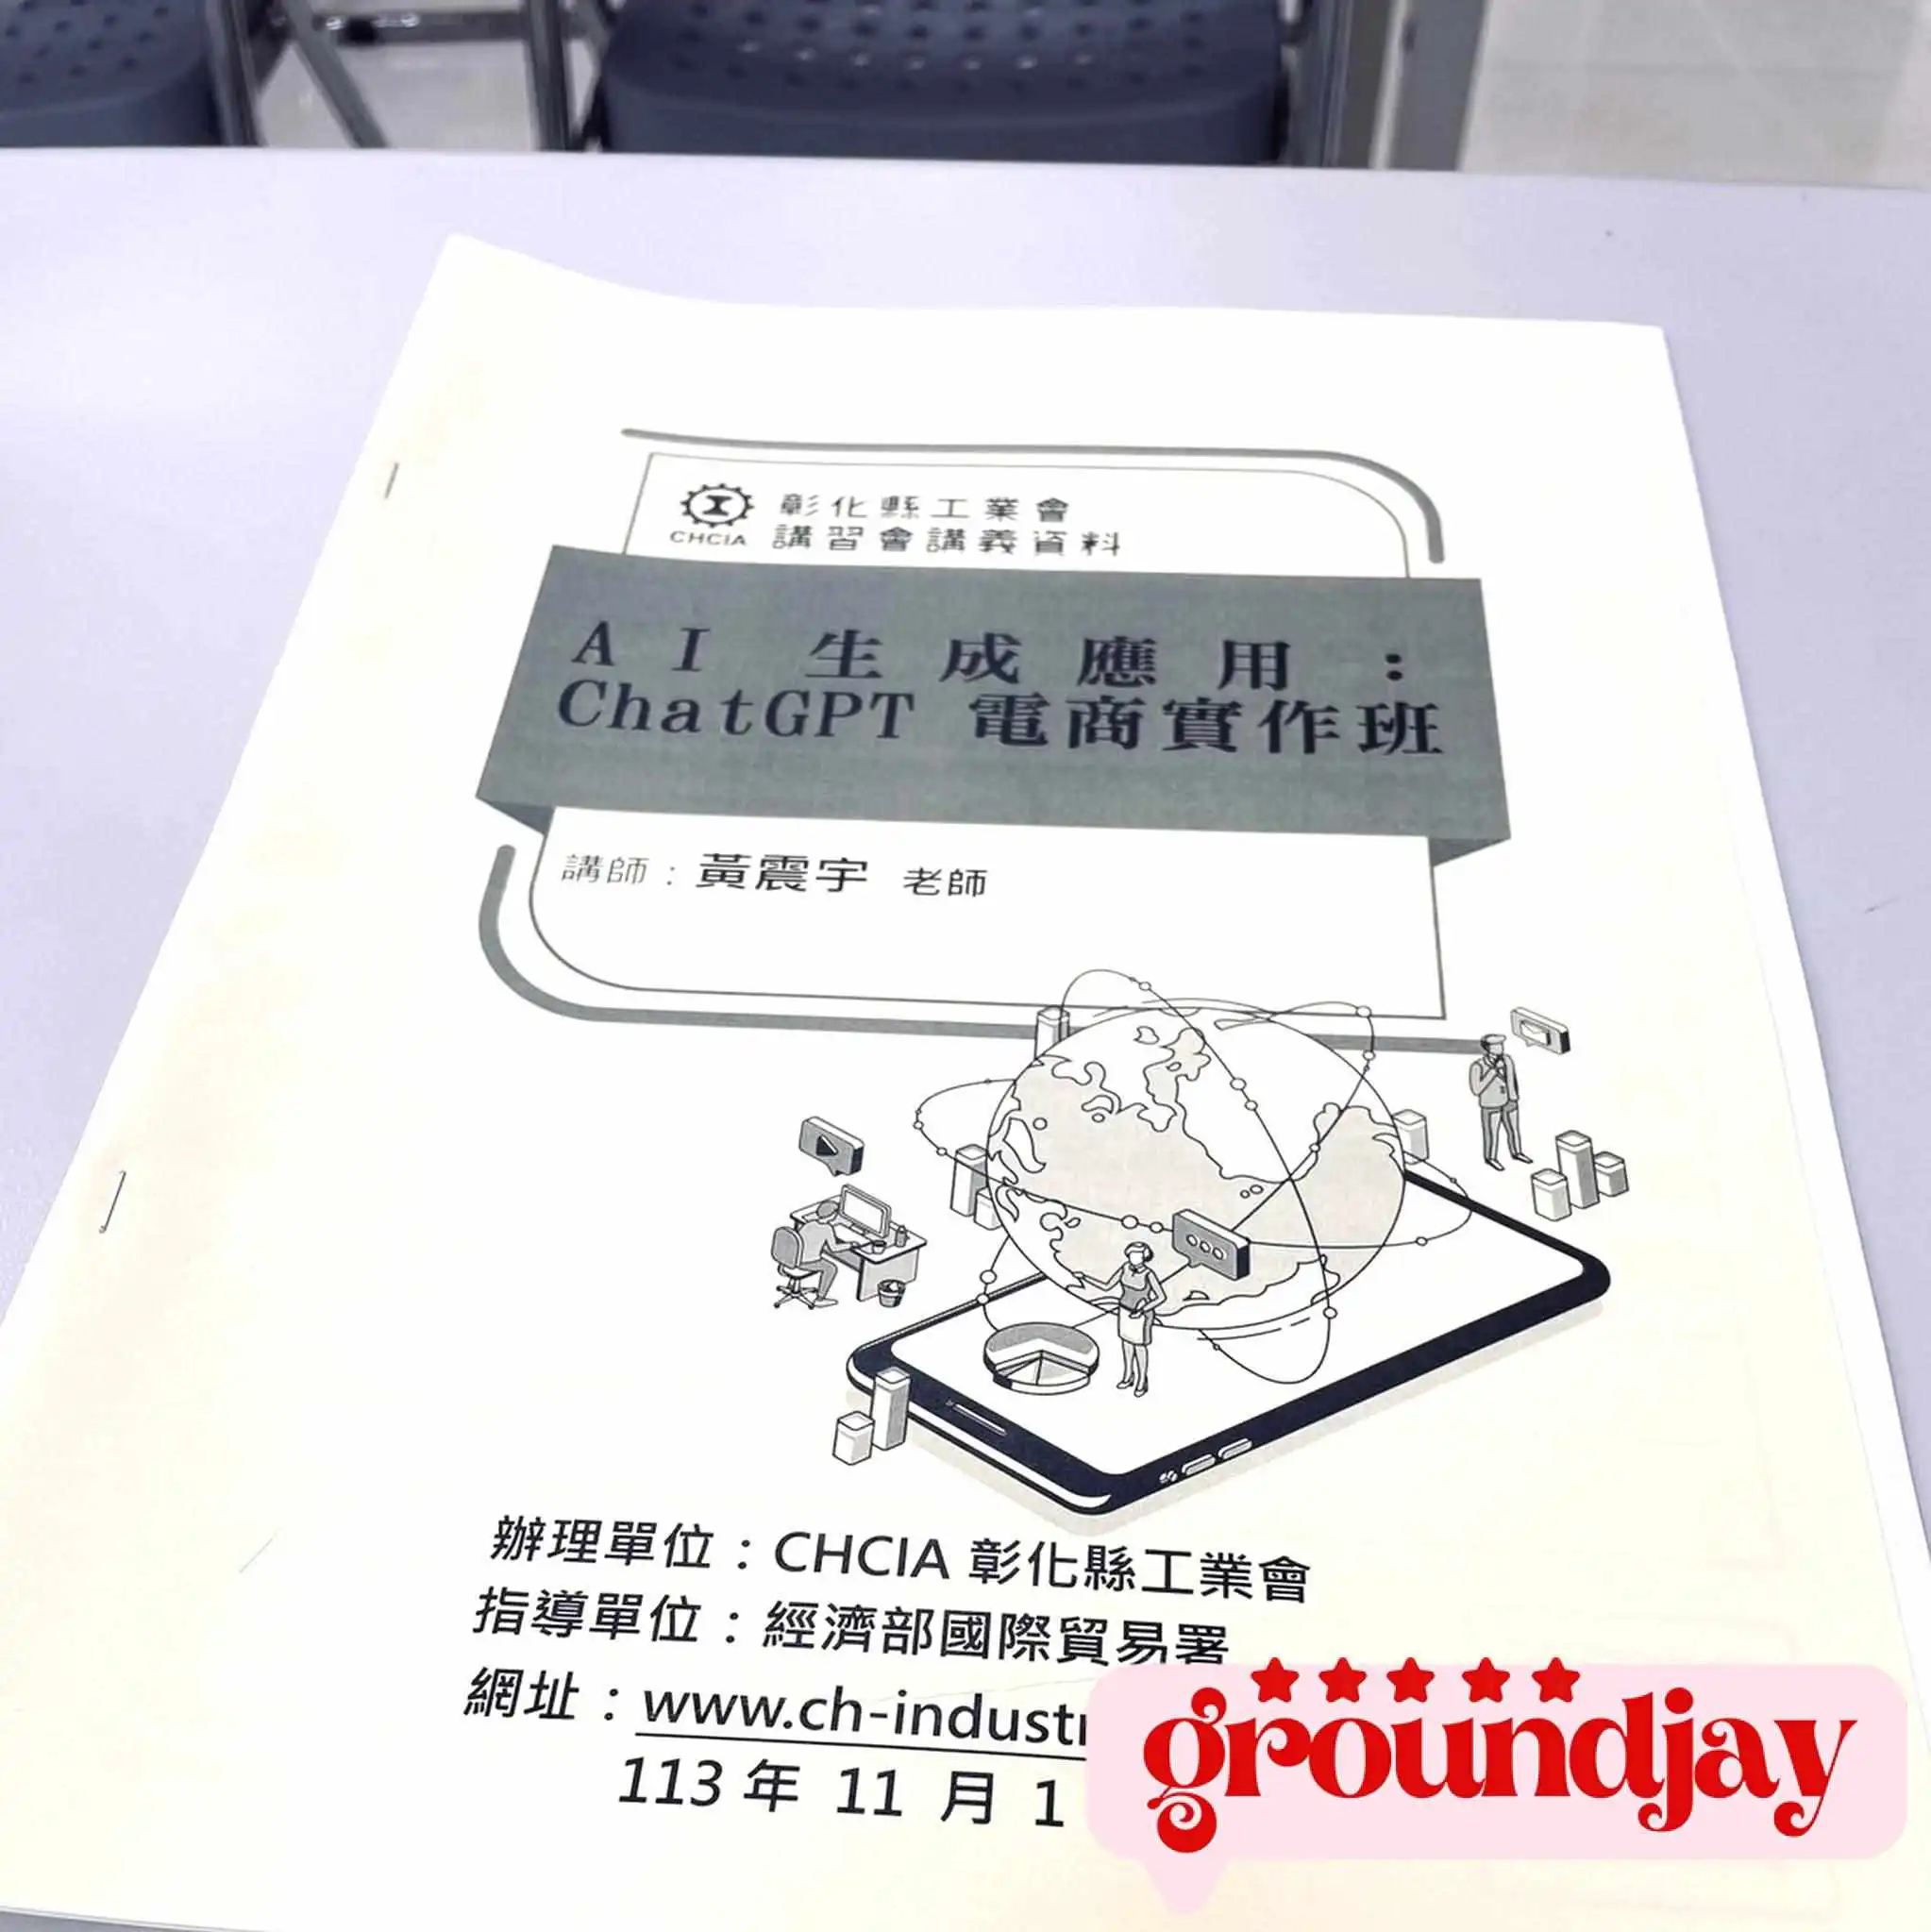 彰化縣工業會
CHCIA 講習會講義資料
AI 生成應用：
ChatGPT 電商實作班
講師：黃震宇 老師
辦理單位：CHCIA 彰化縣工業會
指導單位：經濟部國際貿易署
網址：www.ch-industr
113 年 11 月 1
groundjay